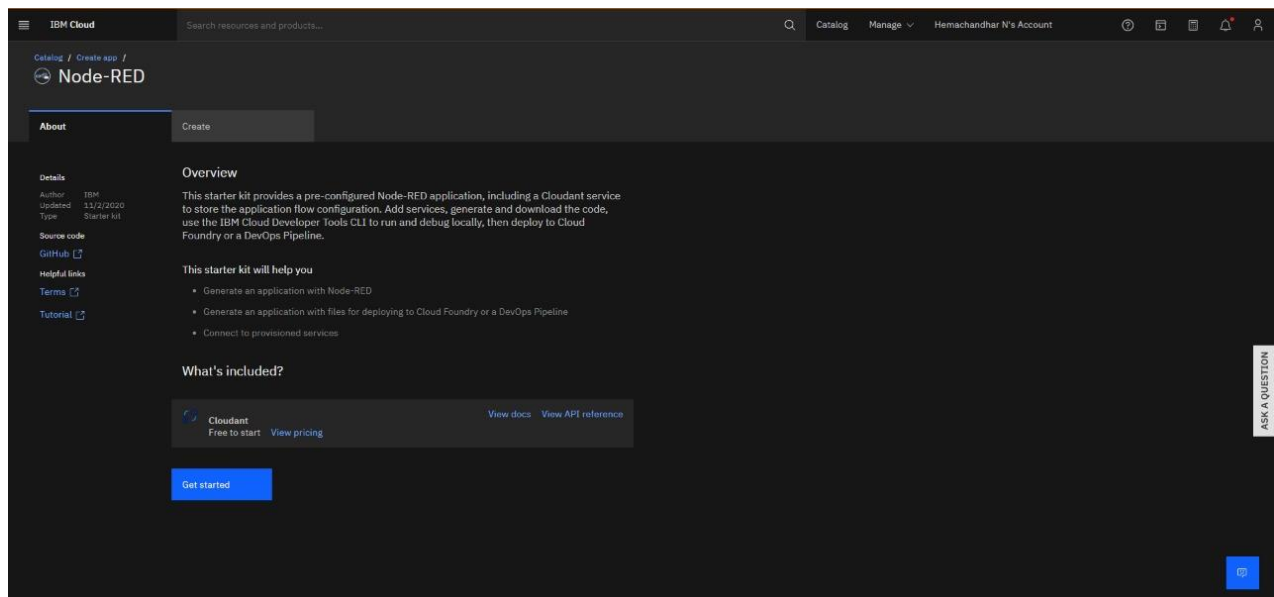 IBM Cloud
Search resources and products...
Catalog
Manage
Hemachandhar N's Account
Catalog / Create app /
Node-RED
About
Create
Details
Author IBM
Updated 11/2/2020
Type Starter kit
Source code
GitHub
Helpful links
Terms
Tutorial
Overview
This starter kit provides a pre-configured Node-RED application, including a Cloudant service
to store the application flow configuration. Add services, generate and download the code,
use the IBM Cloud Developer Tools CLI to run and debug locally, then deploy to Cloud
Foundry or a DevOps Pipeline.
This starter kit will help you
• Generate an application with Node-RED
• Generate an application with files for deploying to Cloud Foundry or a DevOps Pipeline
• Connect to provisioned services
What's included?
Cloudant
Free to start View pricing
View docs View API reference
Get started
ASK A QUESTION